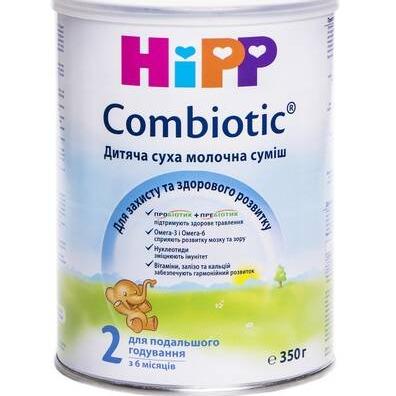 HiPP
Combiotic®
Дитяча суха молочна суміш
Для захисту та здорового розвитку
ПРОБІОТИК + ПРЕБІОТИК
підтримують здорове травлення
Омега-3 і Омега-6
сприяють розвитку мозку та зору
Нуклеотиди
зміцнюють імунітет
Вітаміни, залізо та кальцій
забезпечують гармонійний розвиток
2 для подальшого
годування
з 6 місяців
℮ 350 г